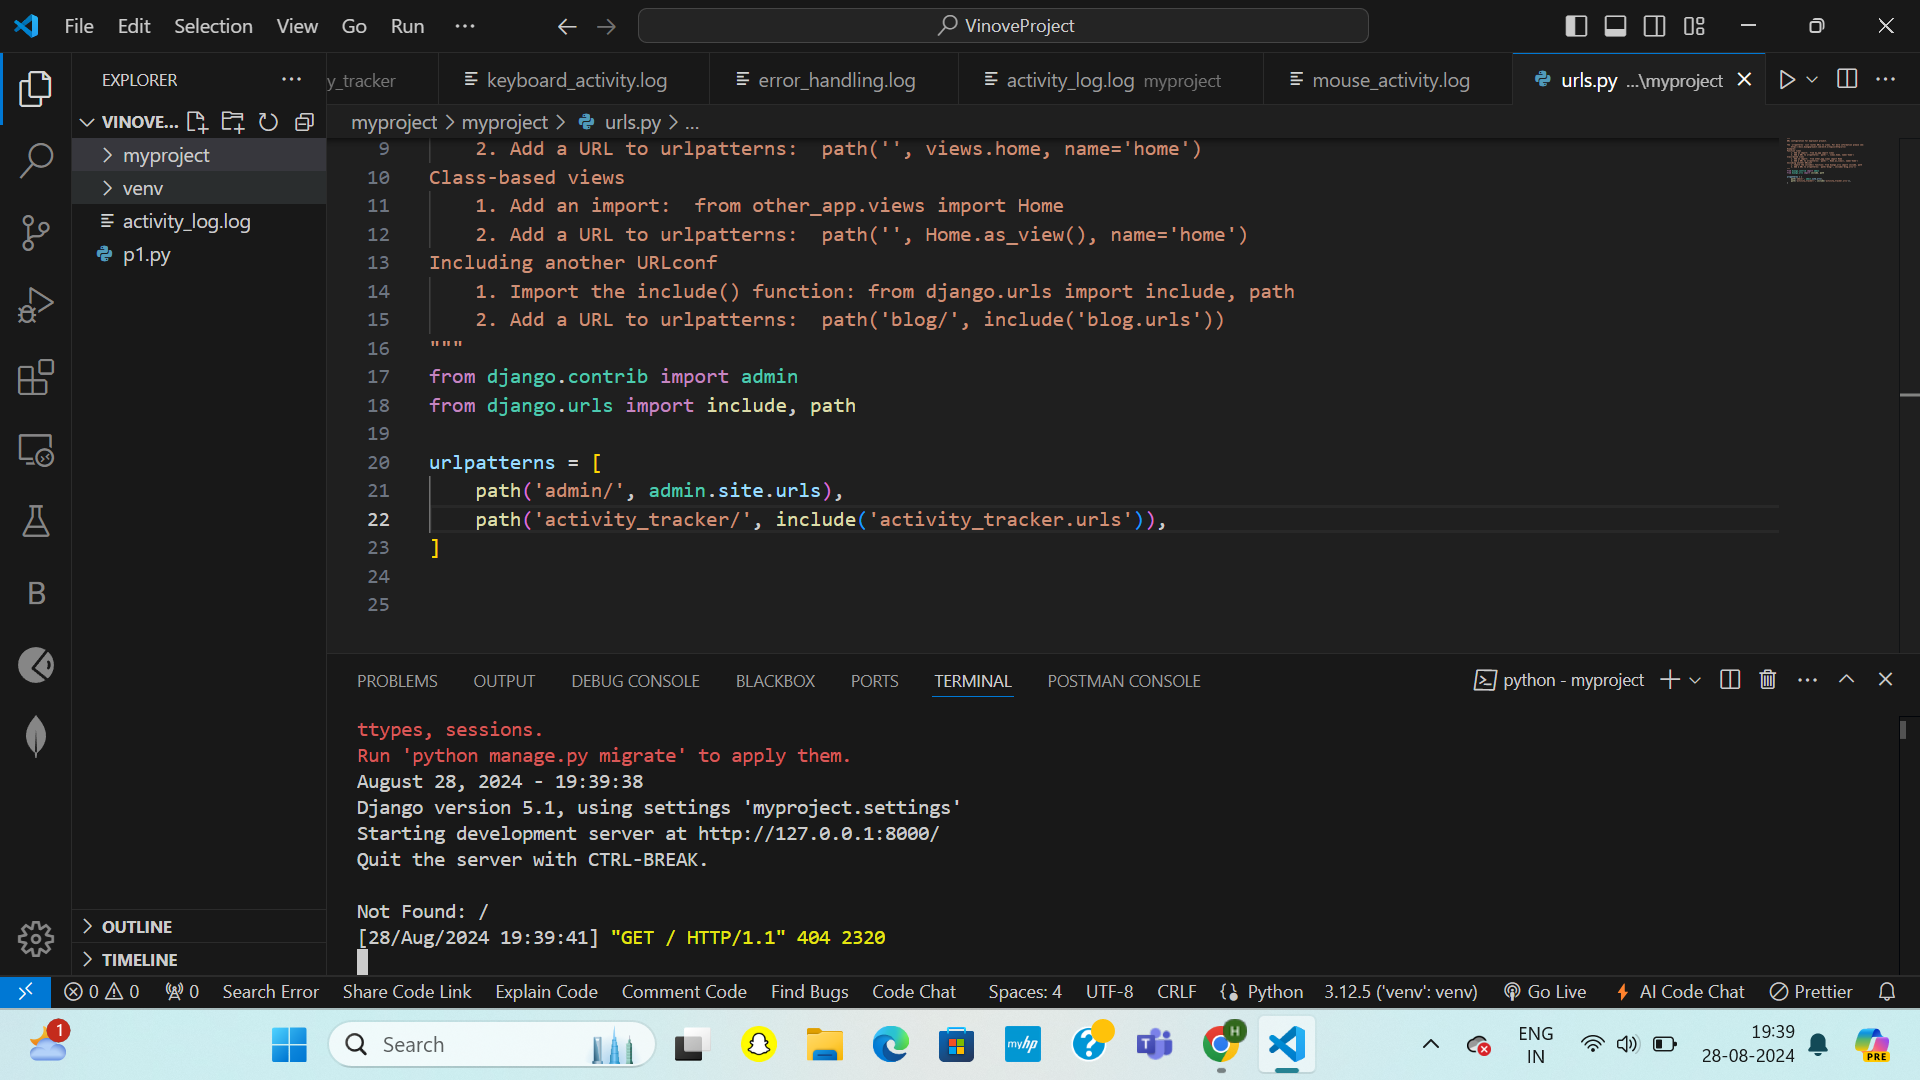 File Edit Selection View Go Run ...
VinoveProject
EXPLORER ...
y_tracker
keyboard_activity.log
error_handling.log
activity_log.log myproject
mouse_activity.log
urls.py ...\myproject
VINOVE...
myproject
venv
activity_log.log
p1.py
OUTLINE
TIMELINE
B
myproject > myproject > urls.py > ...
9 2. Add a URL to urlpatterns:  path('', views.home, name='home')
10 Class-based views
11 1. Add an import:  from other_app.views import Home
12 2. Add a URL to urlpatterns:  path('', Home.as_view(), name='home')
13 Including another URLconf
14 1. Import the include() function: from django.urls import include, path
15 2. Add a URL to urlpatterns:  path('blog/', include('blog.urls'))
16 """
17 from django.contrib import admin
18 from django.urls import include, path
19
20 urlpatterns = [
21 path('admin/', admin.site.urls),
22 path('activity_tracker/', include('activity_tracker.urls')),
23 ]
24
25
PROBLEMS OUTPUT DEBUG CONSOLE BLACKBOX PORTS TERMINAL POSTMAN CONSOLE
python - myproject
ttypes, sessions.
Run 'python manage.py migrate' to apply them.
August 28, 2024 - 19:39:38
Django version 5.1, using settings 'myproject.settings'
Starting development server at http://127.0.0.1:8000/
Quit the server with CTRL-BREAK.
Not Found: /
[28/Aug/2024 19:39:41] "GET / HTTP/1.1" 404 2320
0 0 0 Search Error Share Code Link Explain Code Comment Code Find Bugs Code Chat Spaces: 4 UTF-8 CRLF Python 3.12.5 ('venv': venv) Go Live AI Code Chat Prettier
1
Search
myhp
H
ENG
IN
19:39
28-08-2024
PRE